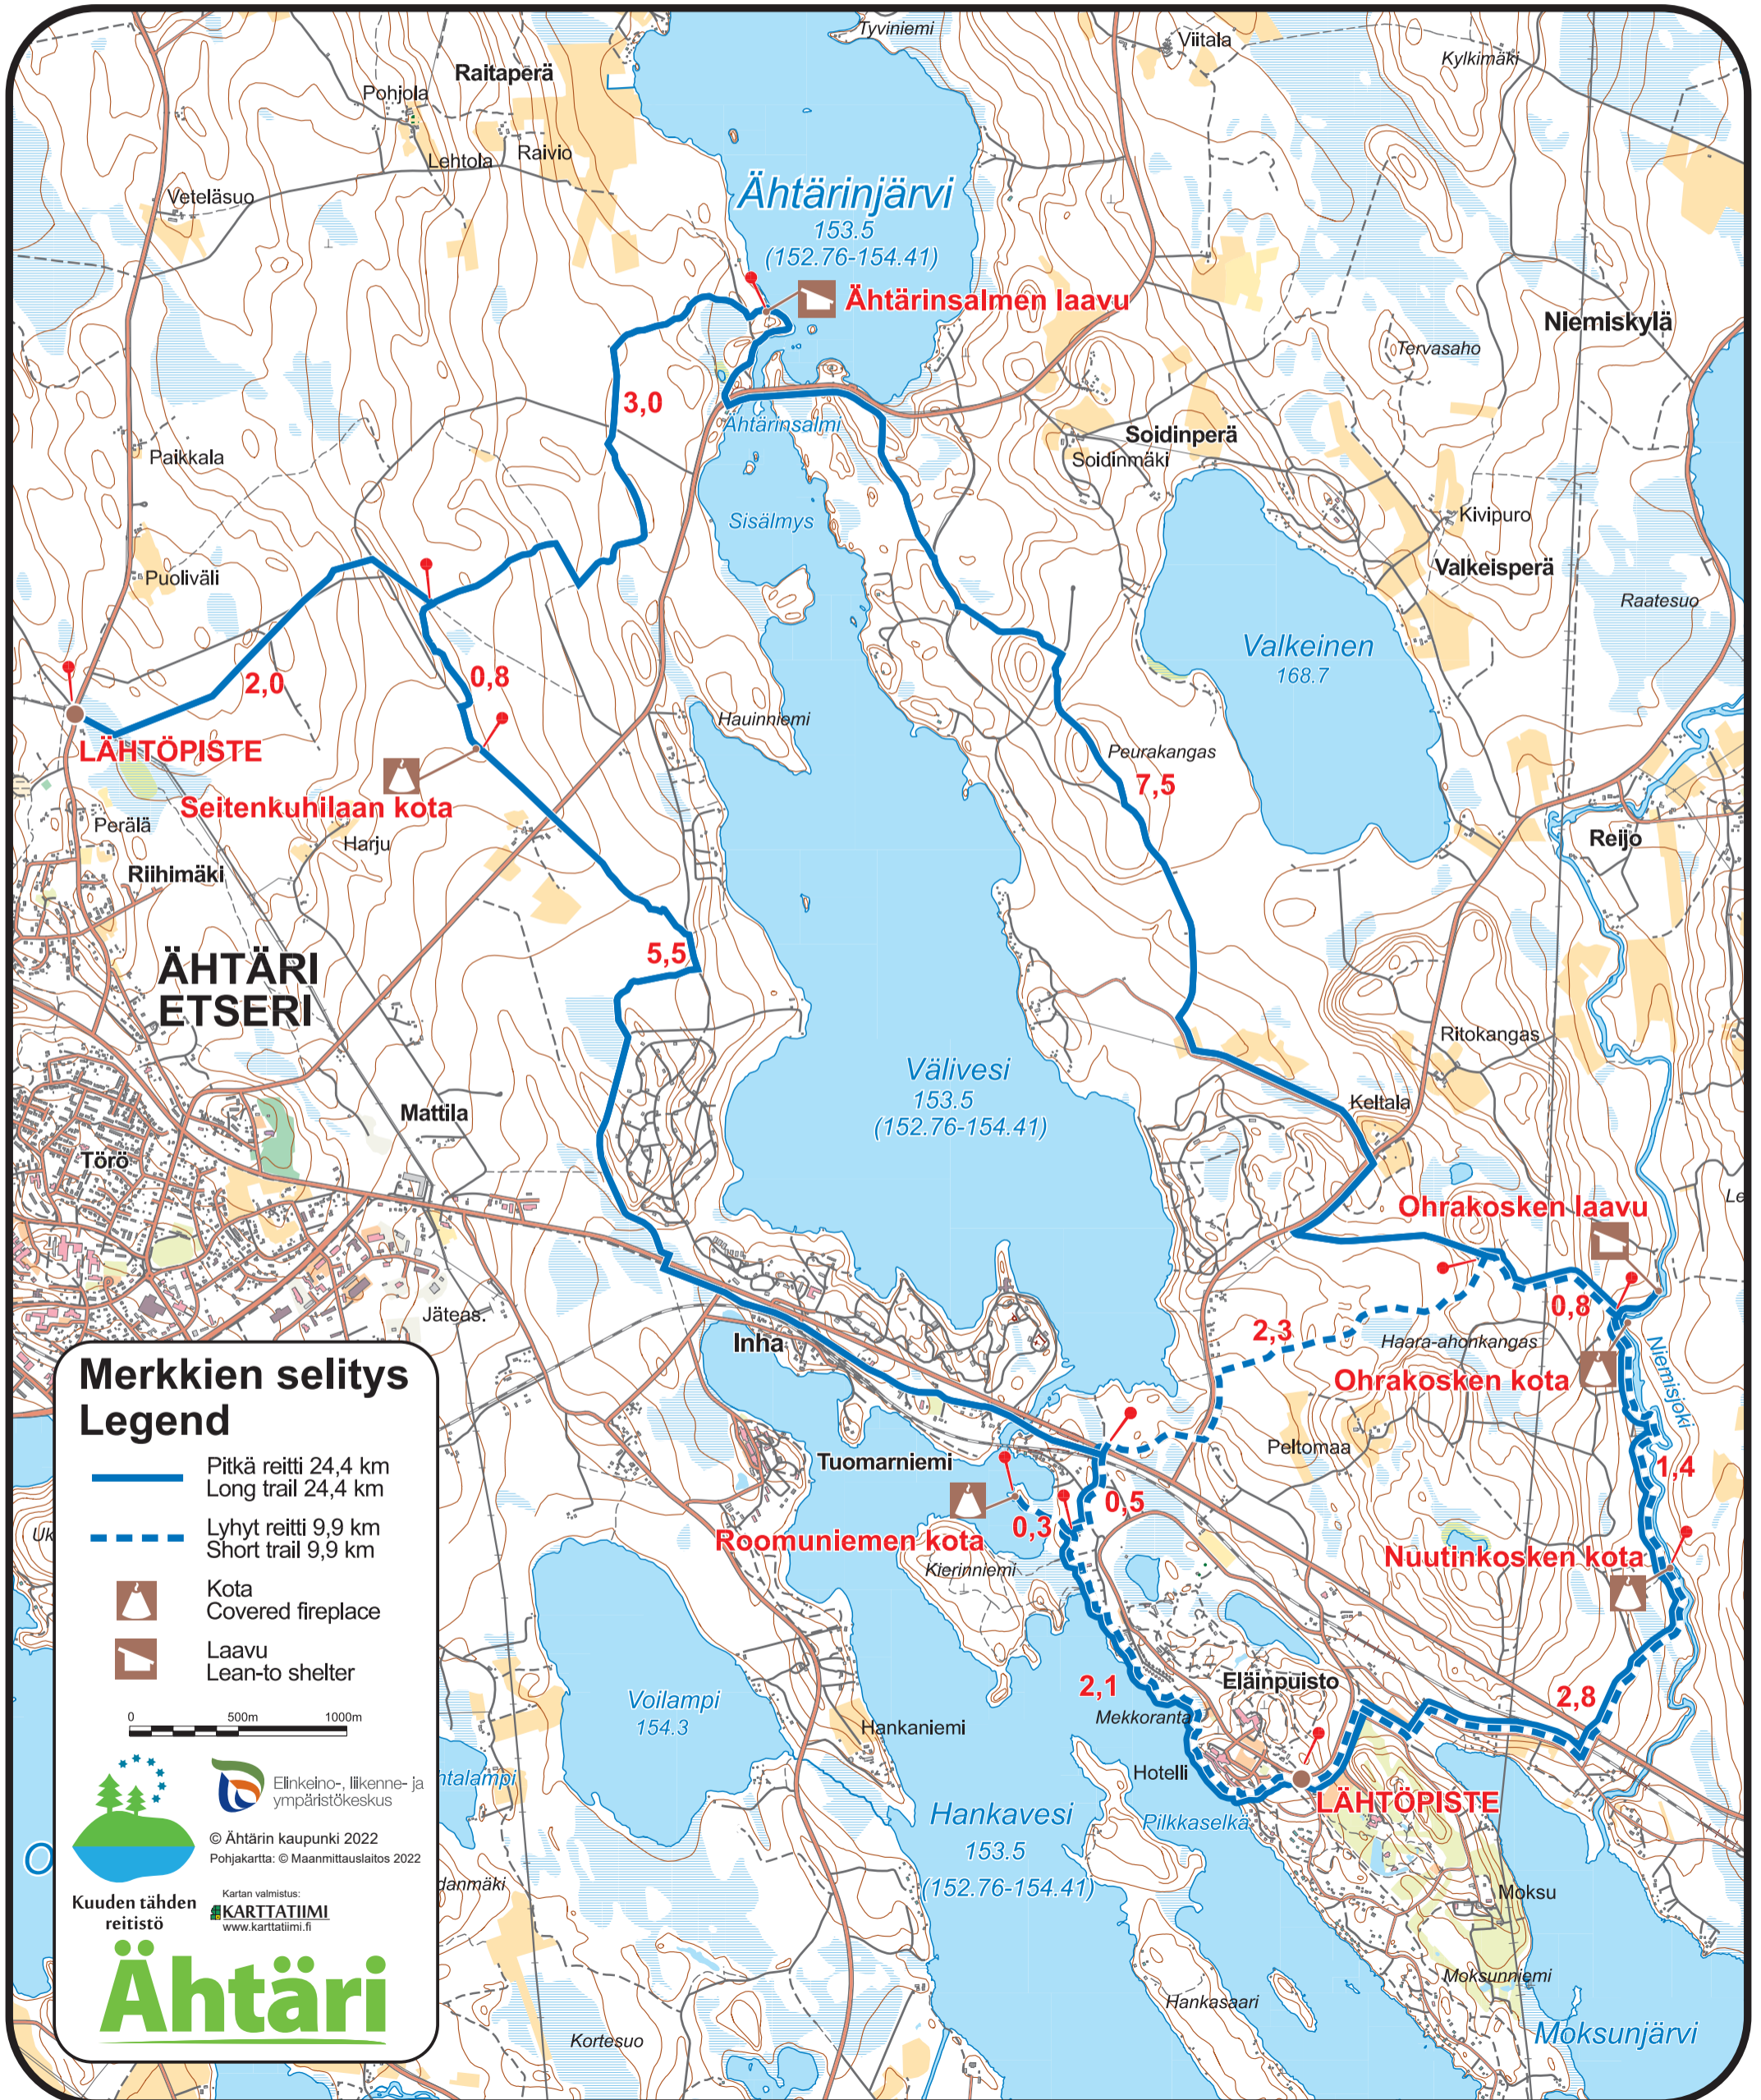 Tyviniemi
Viitala
Kylkimäki
Raitaperä
Pohjola
Lehtola
Raivio
Veteläsuo
Ähtärinjärvi
153.5
(152.76-154.41)
Ähtärinsalmen laavu
Niemiskylä
Tervasaho
3,0
Ähtärinsalmi
Soidinperä
Soidinmäki
Paikkala
Sisälmys
Kivipuro
Valkeisperä
Puoliväli
Raatesuo
Valkeinen
168.7
2,0
0,8
Hauinniemi
LÄHTÖPISTE
Peurakangas
7,5
Seitenkuhilaan kota
Perälä
Harju
Reijo
Riihimäki
5,5
ÄHTÄRI
ETSERI
Ritokangas
Välivesi
153.5
(152.76-154.41)
Keltala
Mattila
Törö
Ohrakosken laavu
Le
0,8
Jäteas.
Inha
2,3
Haara-ahonkangas
Niemisjoki
Ohrakosken kota
Peltomaa
Tuomarniemi
1,4
0,5
0,3
Roomuniemen kota
Kierinniemi
Nuutinkosken kota
Uk
2,1
Eläinpuisto
2,8
Voilampi
154.3
Mekkoranta
Hankaniemi
Hotelli
htalampi
LÄHTÖPISTE
Hankavesi
153.5
(152.76-154.41)
Pilkkaselkä
O
danmäki
Moksu
Moksunniemi
Hankasaari
Kortesuo
Moksunjärvi
Merkkien selitys
Legend
Pitkä reitti 24,4 km
Long trail 24,4 km
Lyhyt reitti 9,9 km
Short trail 9,9 km
Kota
Covered fireplace
Laavu
Lean-to shelter
0 500m 1000m
Elinkeino-, liikenne- ja
ympäristökeskus
© Ähtärin kaupunki 2022
Pohjakartta: © Maanmittauslaitos 2022
Kuuden tähden
reitistö
Kartan valmistus:
KARTTATIIMI
www.karttatiimi.fi
Ähtäri